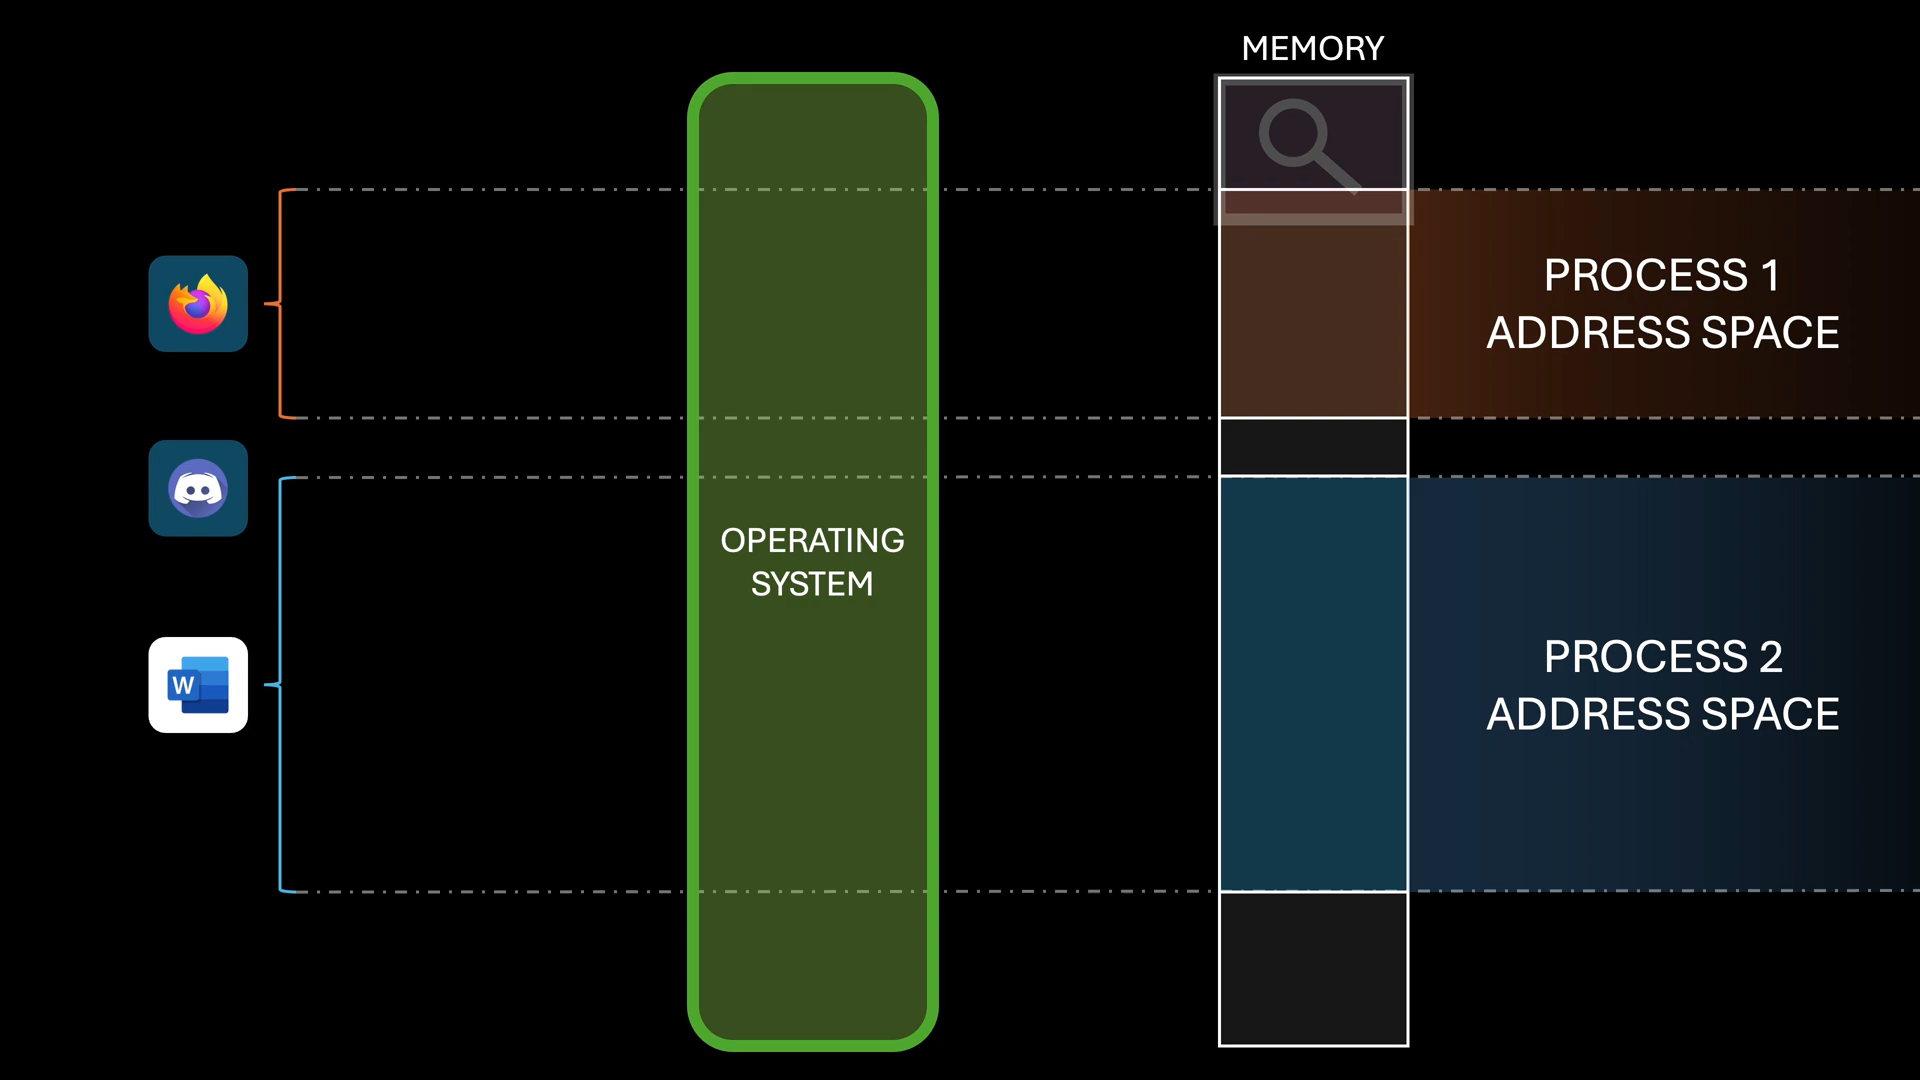 MEMORY
PROCESS 1
ADDRESS SPACE
OPERATING
SYSTEM
W
PROCESS 2
ADDRESS SPACE